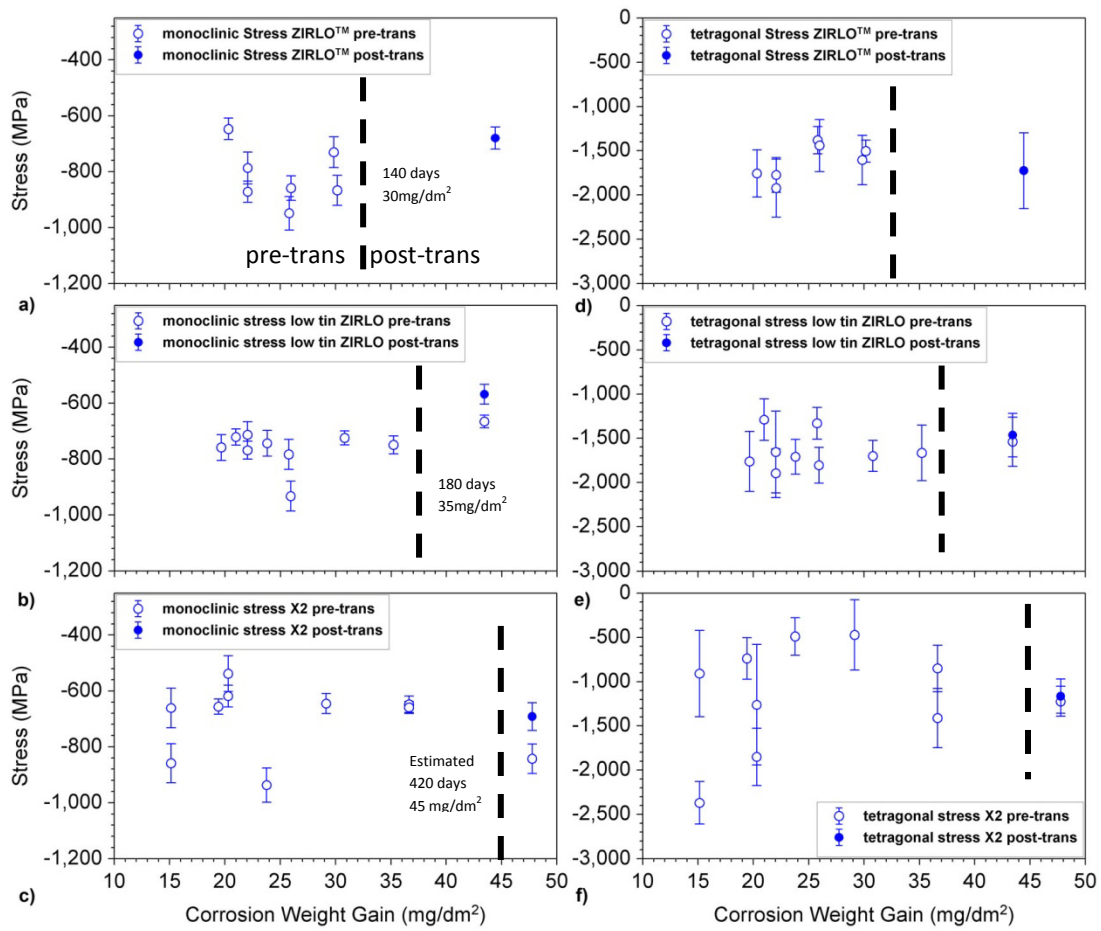 monoclinic Stress ZIRLO™ pre-trans
monoclinic Stress ZIRLO™ post-trans
-400
-600
-800
-1,000
-1,200
Stress (MPa)
140 days
30mg/dm²
pre-trans
post-trans
a)
tetragonal Stress ZIRLO™ pre-trans
tetragonal Stress ZIRLO™ post-trans
0
-500
-1,000
-1,500
-2,000
-2,500
-3,000
d)
monoclinic stress low tin ZIRLO pre-trans
monoclinic stress low tin ZIRLO post-trans
-400
-600
-800
-1,000
-1,200
Stress (MPa)
180 days
35mg/dm²
b)
tetragonal stress low tin ZIRLO pre-trans
tetragonal stress low tin ZIRLO post-trans
0
-500
-1,000
-1,500
-2,000
-2,500
-3,000
e)
monoclinic stress X2 pre-trans
monoclinic stress X2 post-trans
-400
-600
-800
-1,000
-1,200
Stress (MPa)
Estimated
420 days
45 mg/dm²
10 15 20 25 30 35 40 45 50
c)
Corrosion Weight Gain (mg/dm²)
0
-500
-1,000
-1,500
-2,000
-2,500
-3,000
tetragonal stress X2 pre-trans
tetragonal stress X2 post-trans
10 15 20 25 30 35 40 45 50
f)
Corrosion Weight Gain (mg/dm²)